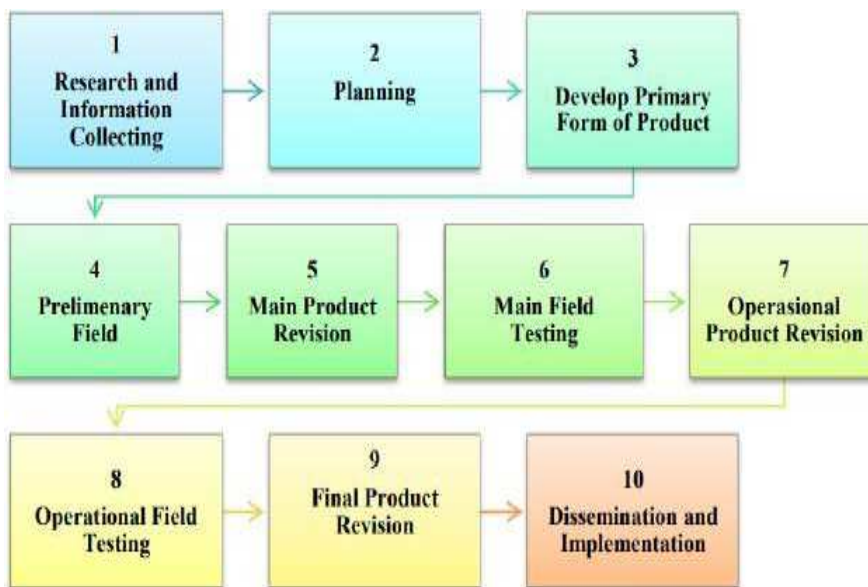 1
Research and
Information
Collecting
2
Planning
3
Develop Primary
Form of Product
4
Prelimenary
Field
5
Main Product
Revision
6
Main Field
Testing
7
Operasional
Product Revision
8
Operational Field
Testing
9
Final Product
Revision
10
Dissemination and
Implementation